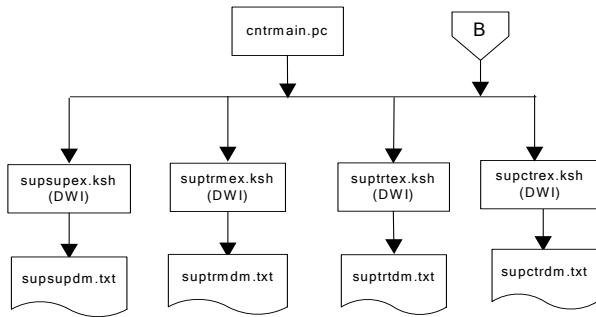 cntrmain.pc
B
supsupex.ksh
(DWI)
suptrmex.ksh
(DWI)
suptrtex.ksh
(DWI)
supctrex.ksh
(DWI)
supsupdm.txt
suptrmdm.txt
suptrtdm.txt
supctrdm.txt